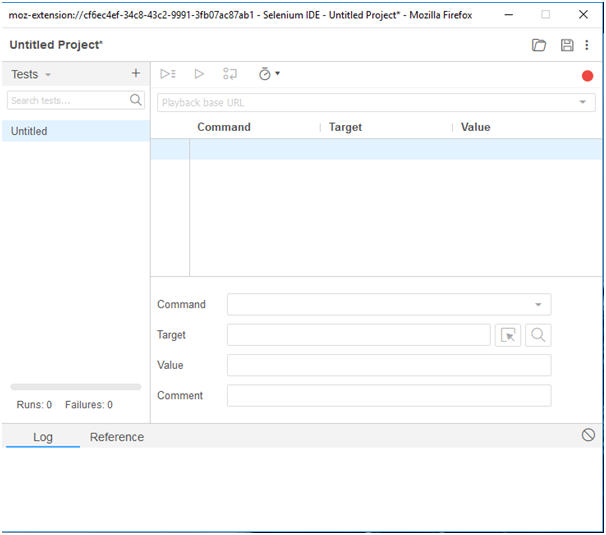 moz-extension://cf6ec4ef-34c8-43c2-9991-3fb07ac87ab1 - Selenium IDE - Untitled Project* - Mozilla Firefox
Untitled Project*
Tests
Search tests...
Untitled
Playback base URL
Command Target Value
Command
Target
Value
Comment
Runs: 0 Failures: 0
Log Reference